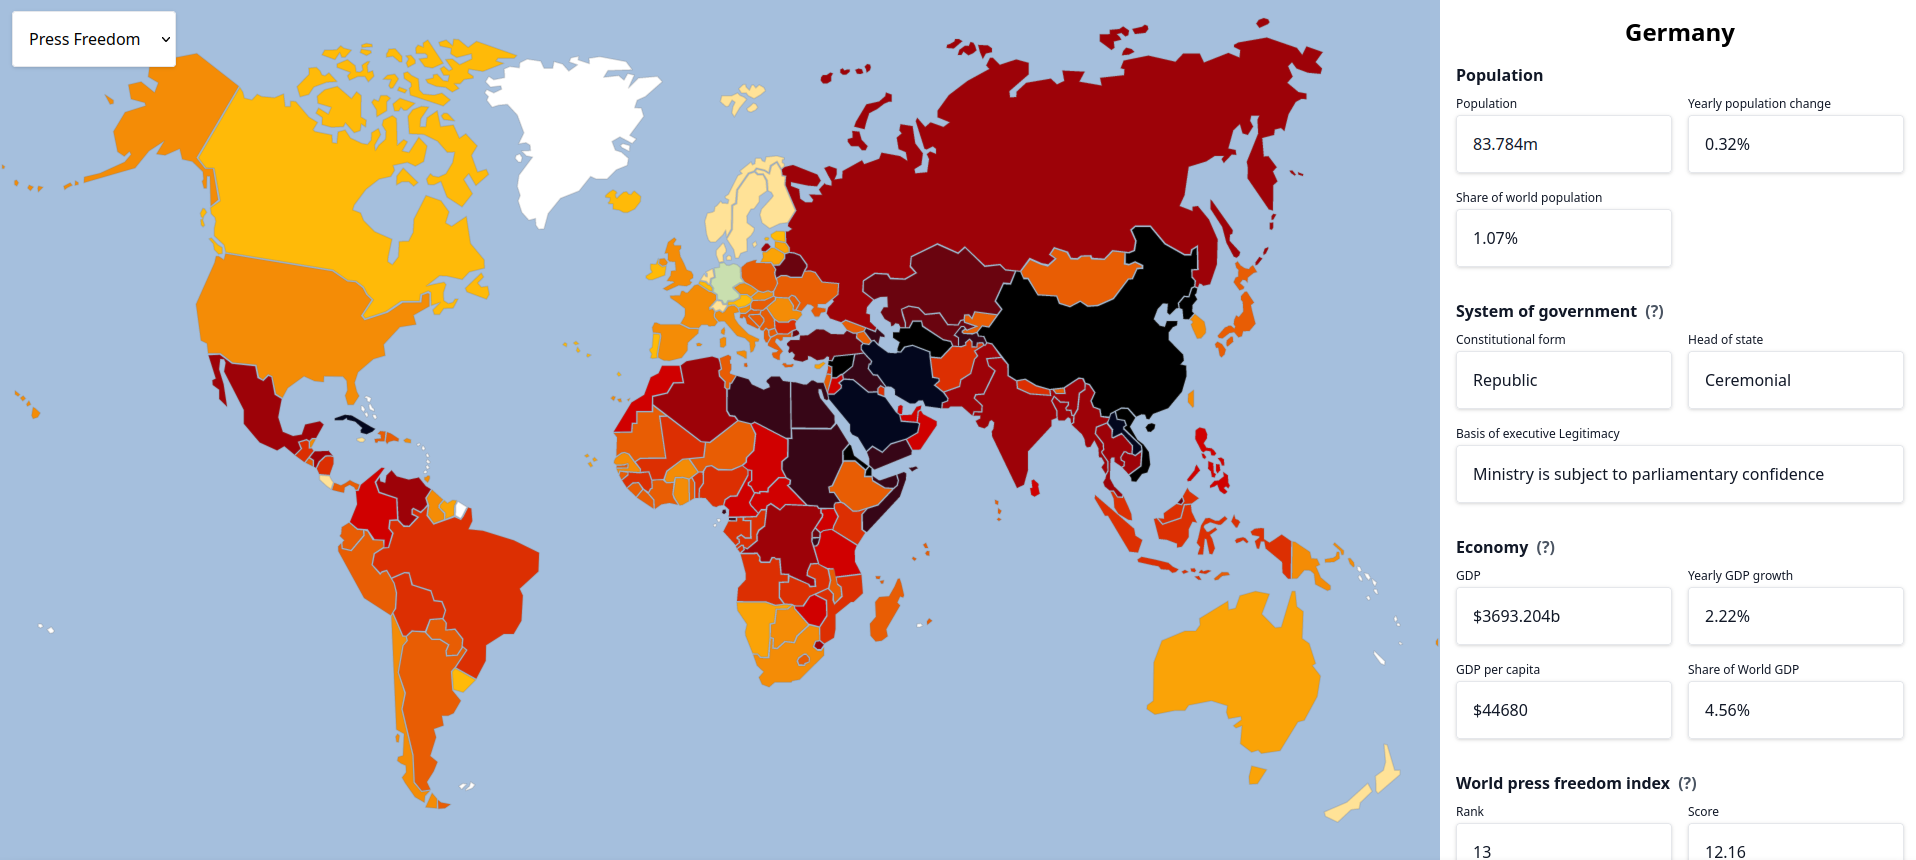 Press Freedom
Germany
Population
Population
Yearly population change
83.784m
0.32%
Share of world population
1.07%
System of government (?)
Constitutional form
Head of state
Republic
Ceremonial
Basis of executive Legitimacy
Ministry is subject to parliamentary confidence
Economy (?)
GDP
Yearly GDP growth
$3693.204b
2.22%
GDP per capita
Share of World GDP
$44680
4.56%
World press freedom index (?)
Rank
Score
13
12.16